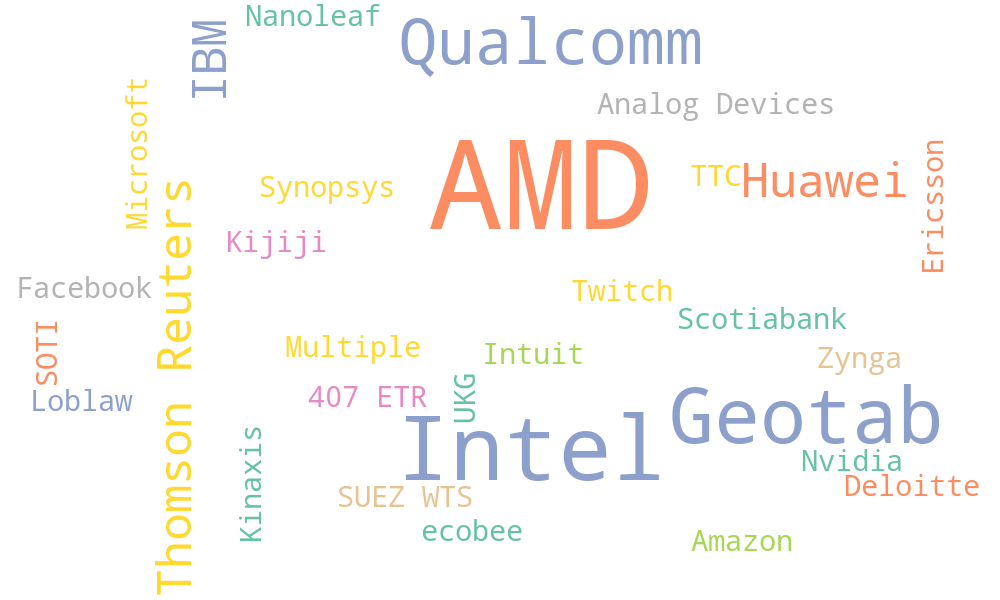 Nanoleaf
IBM
Qualcomm
Microsoft
Analog Devices
AMD
Ericsson
Synopsys
TTC
Huawei
Thomson Reuters
Kijiji
Facebook
Twitch
Scotiabank
SOTI
Multiple
Intuit
Zynga
Loblaw
407 ETR
UKG
Intel
Geotab
Kinaxis
Nvidia
Deloitte
SUEZ WTS
ecobee
Amazon